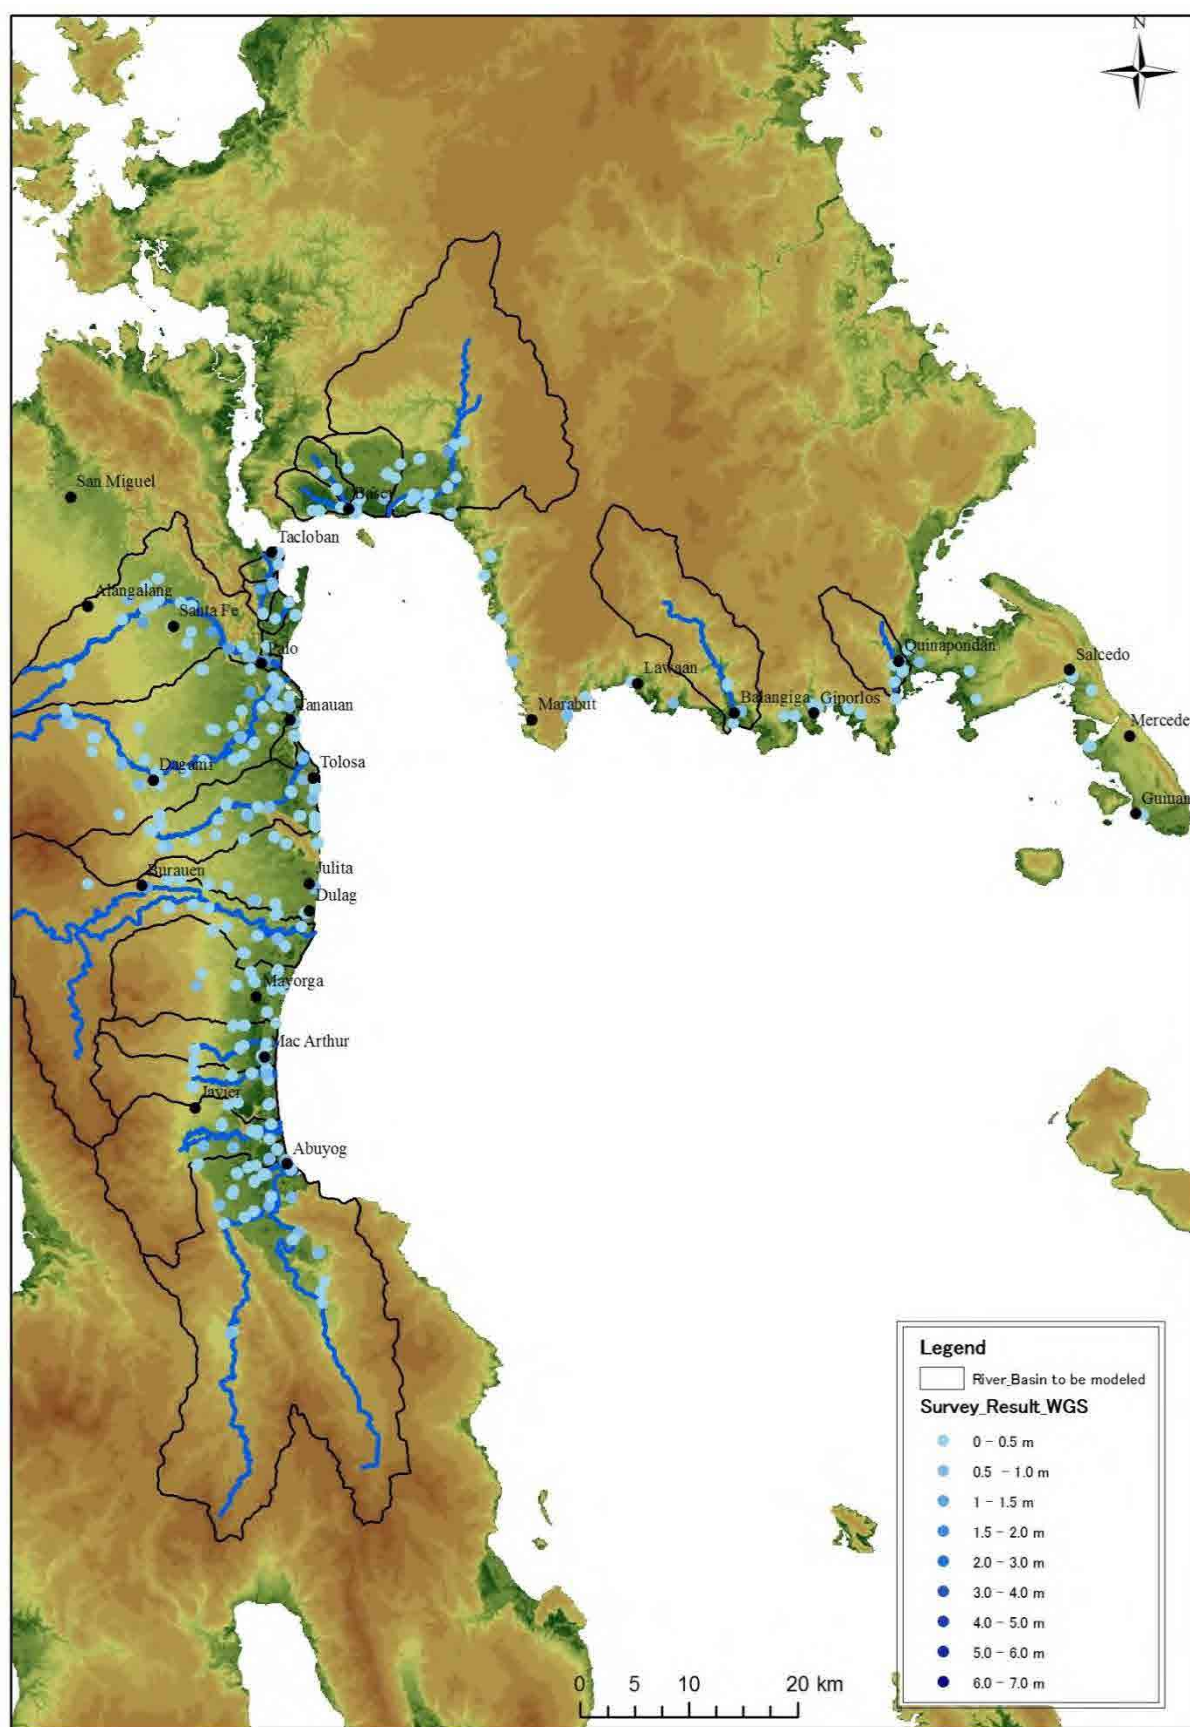 N
San Miguel
Basey
Tacloban
Alangalang
Santa Fe
Palo
Quinapondan
Salcedo
Lawaan
Marabut
Balangiga
Giporlos
Tanauan
Mercede
Dagami
Tolosa
Guiuan
Burauen
Julita
Dulag
Mayorga
Mac Arthur
Javier
Abuyog
Legend
River_Basin to be modeled
Survey_Result_WGS
0 - 0.5 m
0.5 - 1.0 m
1 - 1.5 m
1.5 - 2.0 m
2.0 - 3.0 m
3.0 - 4.0 m
4.0 - 5.0 m
5.0 - 6.0 m
6.0 - 7.0 m
0 5 10 20 km